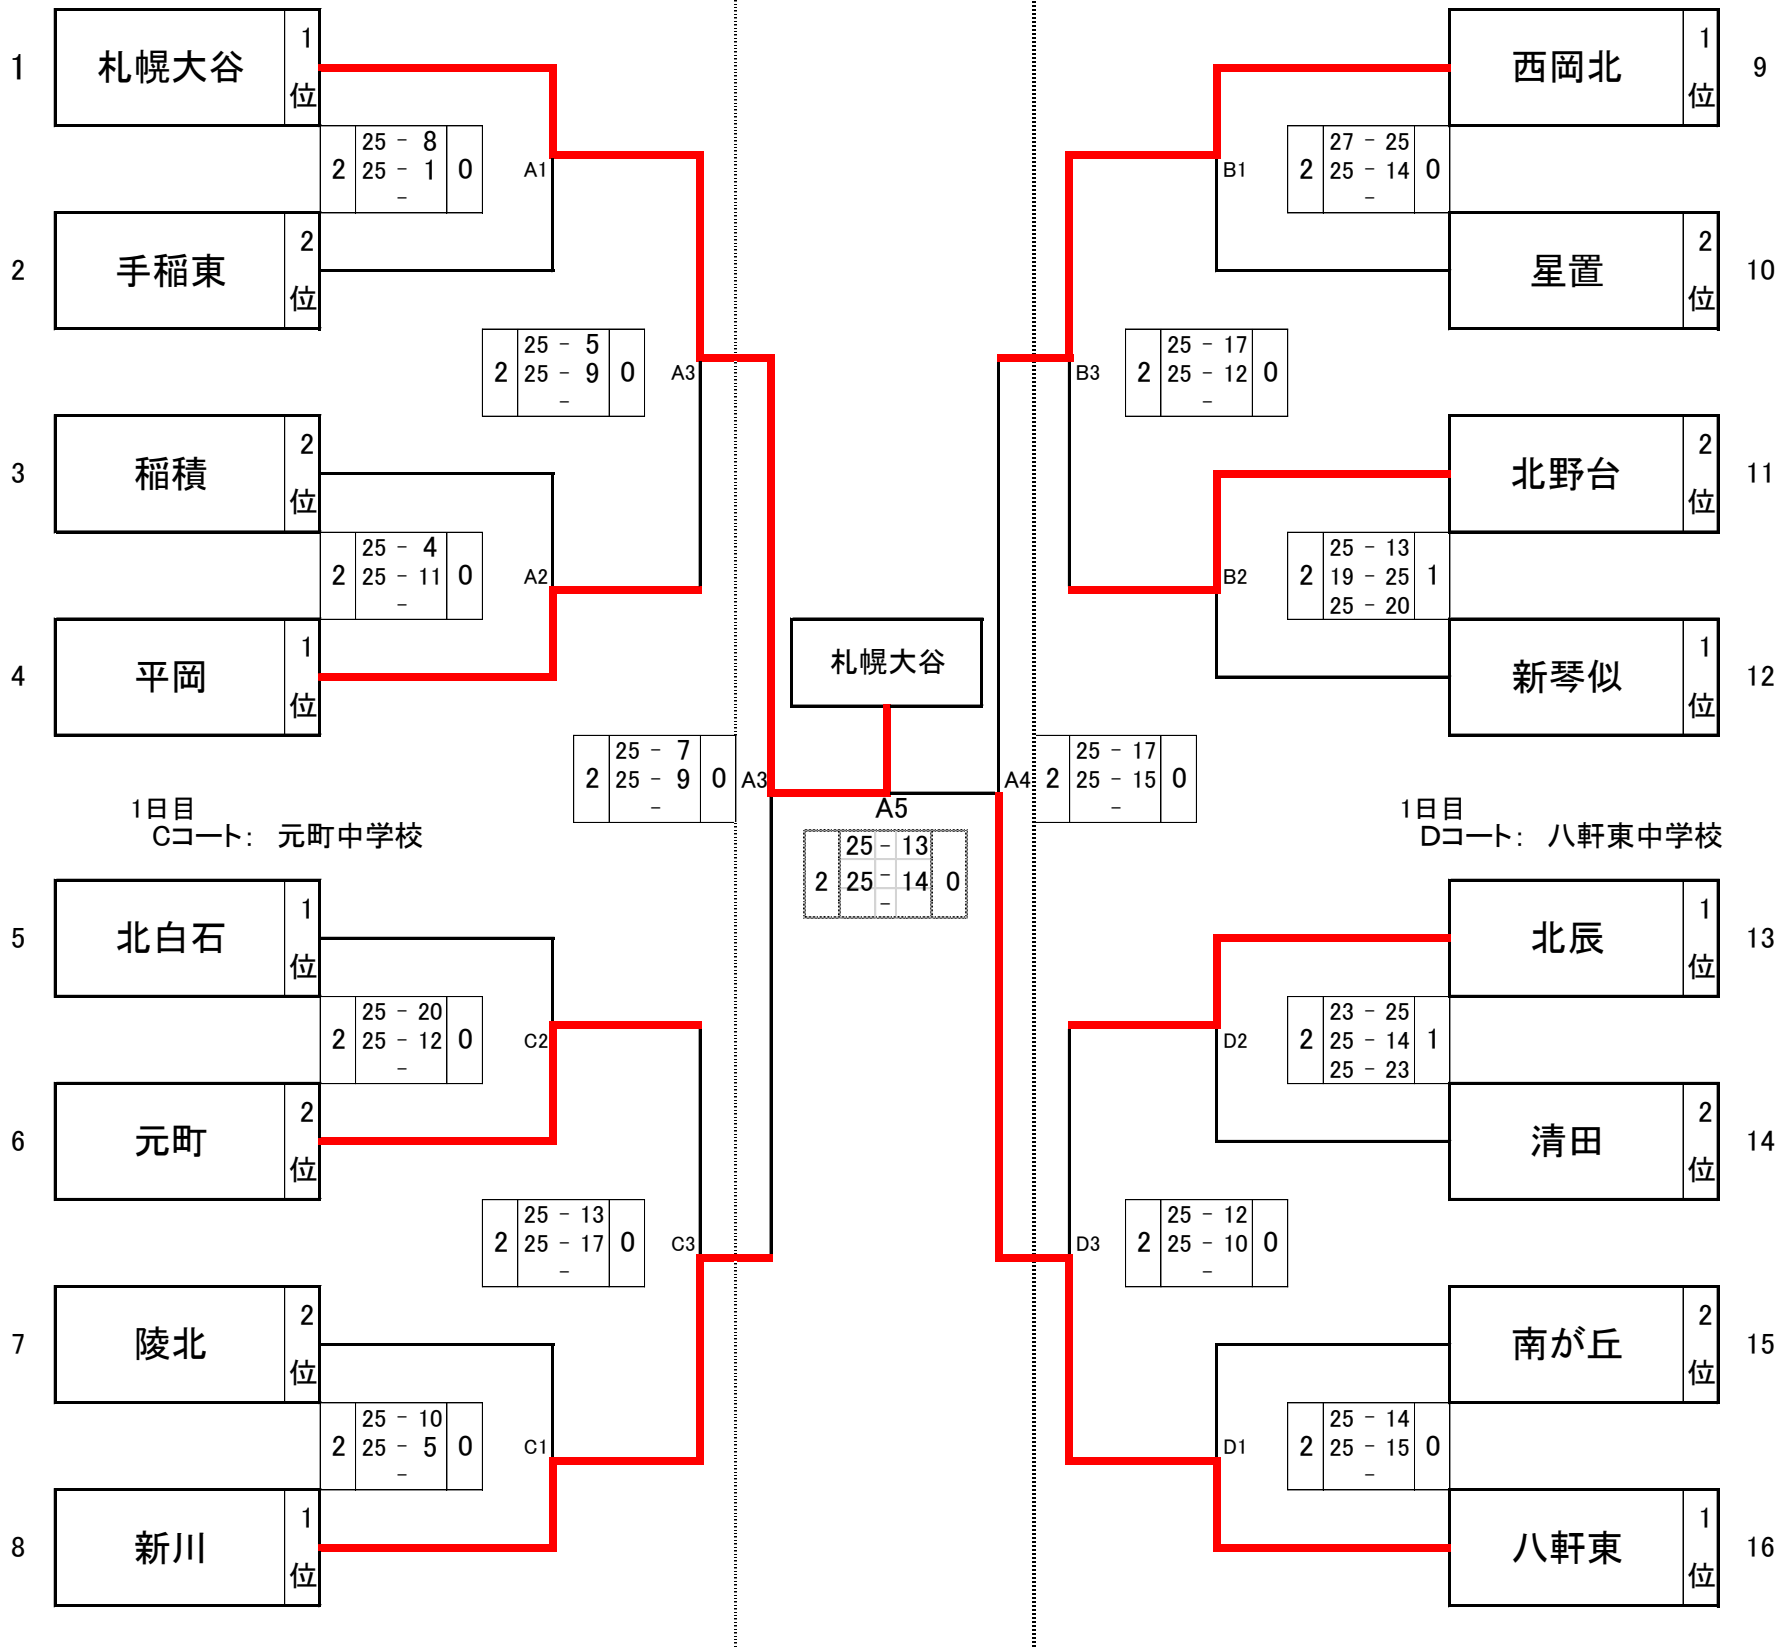 1 札幌大谷 1位
2 25 - 8 0
25 - 1
-
A1
2 手稲東 2位
2 25 - 5 0
25 - 9
-
A3
3 稲積 2位
2 25 - 4 0
25 - 11
-
A2
4 平岡 1位
2 25 - 7 0
25 - 9
-
A3
1日目
Cコート： 元町中学校
5 北白石 1位
2 25 - 20 0
25 - 12
-
C2
6 元町 2位
2 25 - 13 0
25 - 17
-
C3
7 陵北 2位
2 25 - 10 0
25 - 5
-
C1
8 新川 1位
札幌大谷
A5
2 25 - 13 0
25 - 14
-
西岡北 1位 9
B1
2 27 - 25 0
25 - 14
-
星置 2位 10
B3
2 25 - 17 0
25 - 12
-
北野台 2位 11
B2
2 25 - 13 1
19 - 25
25 - 20
新琴似 1位 12
A4
2 25 - 17 0
25 - 15
-
1日目
Dコート： 八軒東中学校
北辰 1位 13
D2
2 23 - 25 1
25 - 14
25 - 23
清田 2位 14
D3
2 25 - 12 0
25 - 10
-
南が丘 2位 15
D1
2 25 - 14 0
25 - 15
-
八軒東 1位 16